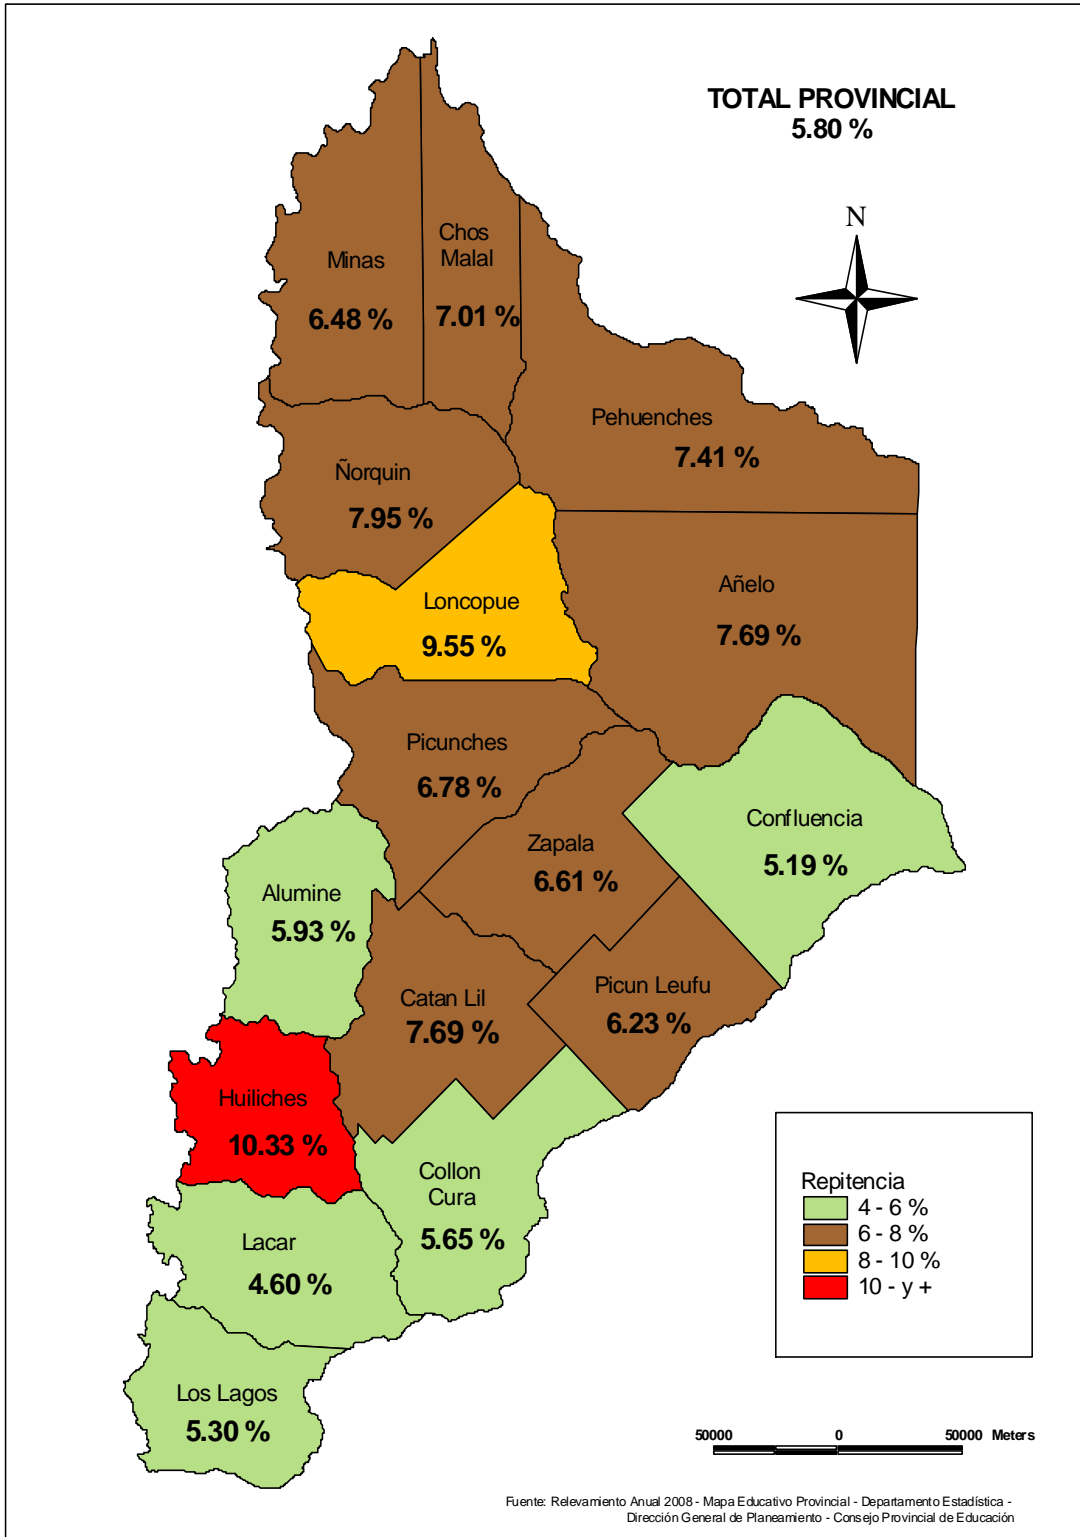 TOTAL PROVINCIAL
5.80 %
N
Minas
6.48 %
Chos
Malal
7.01 %
Pehuenches
7.41 %
Ñorquin
7.95 %
Loncopue
9.55 %
Añelo
7.69 %
Picunches
6.78 %
Zapala
6.61 %
Confluencia
5.19 %
Alumine
5.93 %
Catan Lil
7.69 %
Picun Leufu
6.23 %
Huiliches
10.33 %
Collon
Cura
5.65 %
Lacar
4.60 %
Los Lagos
5.30 %
Repitencia
4 - 6 %
6 - 8 %
8 - 10 %
10 - y +
50000 0 50000 Meters
Fuente: Relevamiento Anual 2008 - Mapa Educativo Provincial - Departamento Estadística -
Dirección General de Planeamiento - Consejo Provincial de Educación